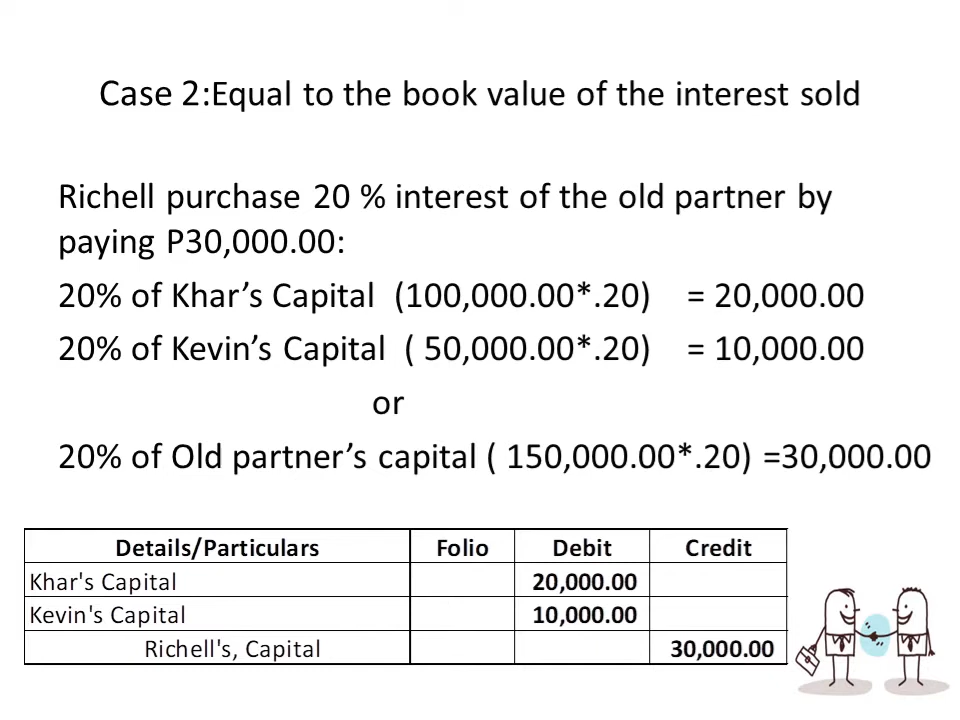 Case 2:Equal to the book value of the interest sold
Richell purchase 20 % interest of the old partner by
paying P30,000.00:
20% of Khar’s Capital (100,000.00*.20) = 20,000.00
20% of Kevin’s Capital ( 50,000.00*.20) = 10,000.00
or
20% of Old partner’s capital ( 150,000.00*.20) =30,000.00
Details/Particulars Folio Debit Credit
Khar's Capital 20,000.00
Kevin's Capital 10,000.00
Richell's, Capital 30,000.00